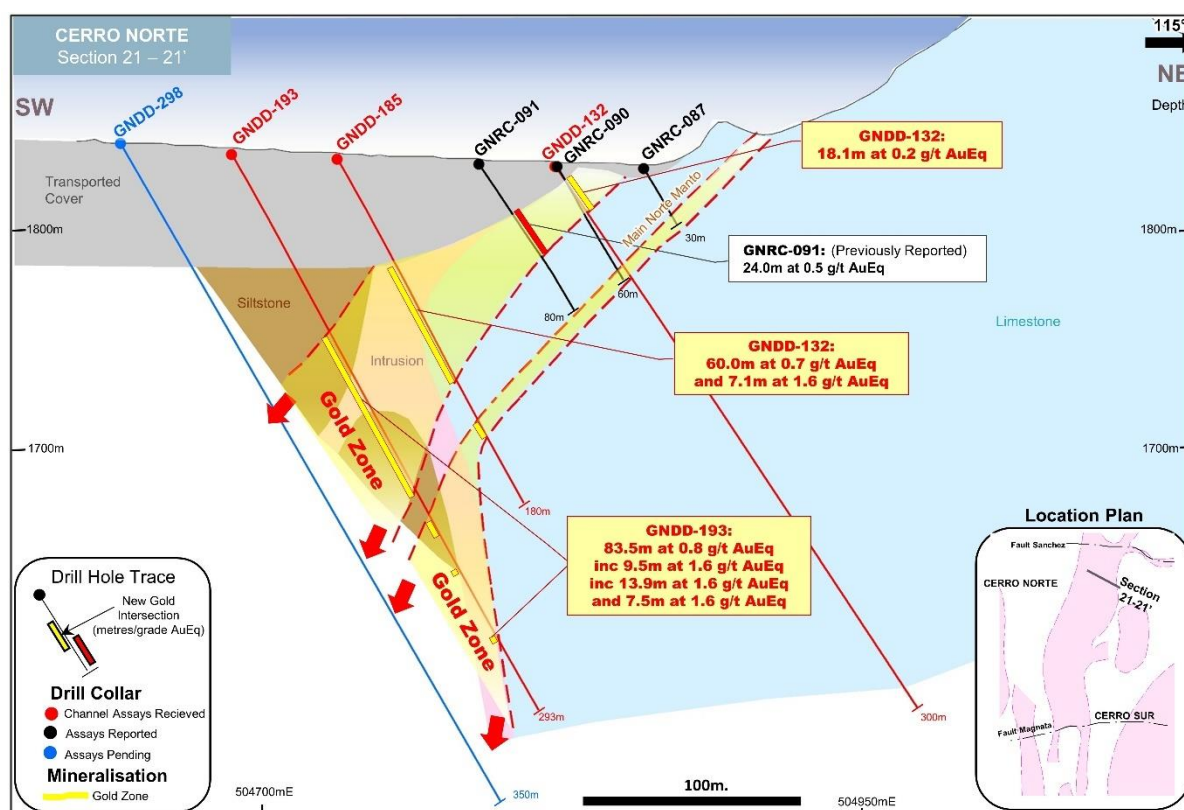 CERRO NORTE
Section 21 – 21'
115°
SW
NE
Depth
GNDD-298
GNDD-193
GNDD-185
GNRC-091
GNDD-132
GNRC-090
GNRC-087
GNDD-132:
18.1m at 0.2 g/t AuEq
Transported
Cover
Main Norte Manto
1800m
1800m
30m
GNRC-091: (Previously Reported)
24.0m at 0.5 g/t AuEq
60m
80m
Siltstone
Limestone
Intrusion
GNDD-132:
60.0m at 0.7 g/t AuEq
and 7.1m at 1.6 g/t AuEq
1700m
1700m
Gold Zone
180m
GNDD-193:
83.5m at 0.8 g/t AuEq
inc 9.5m at 1.6 g/t AuEq
inc 13.9m at 1.6 g/t AuEq
and 7.5m at 1.6 g/t AuEq
Gold Zone
293m
300m
350m
Drill Hole Trace
New Gold
Intersection
(metres/grade AuEq)
Drill Collar
Channel Assays Recieved
Assays Reported
Assays Pending
Mineralisation
Gold Zone
504700mE
100m.
504950mE
Location Plan
Fault Sanchez
CERRO NORTE
Section
21-21'
Fault Magnata
CERRO SUR